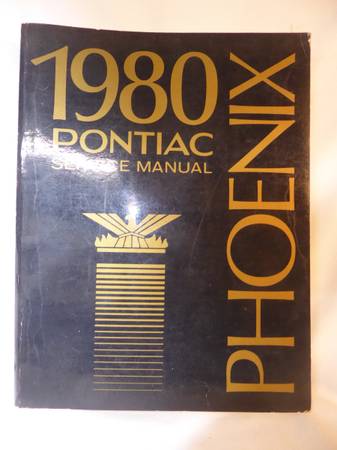 1980
PONTIAC
SERVICE MANUAL
PHOENIX